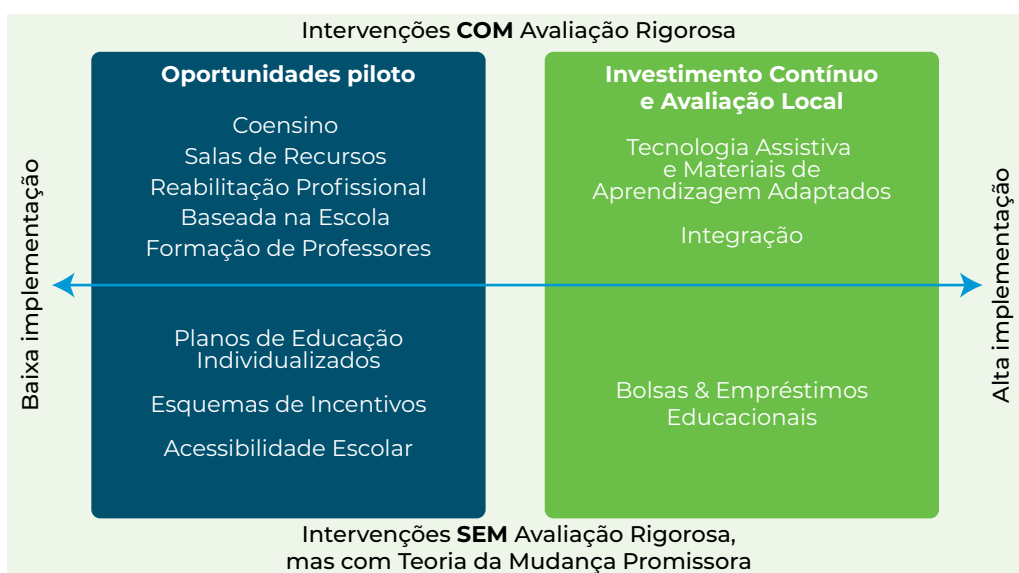 Intervenções COM Avaliação Rigorosa
Oportunidades piloto
Coensino
Salas de Recursos
Reabilitação Profissional
Baseada na Escola
Formação de Professores
Investimento Contínuo
e Avaliação Local
Tecnologia Assistiva
e Materiais de
Aprendizagem Adaptados
Integração
Baixa implementação
Alta implementação
Planos de Educação
Individualizados
Esquemas de Incentivos
Acessibilidade Escolar
Bolsas & Empréstimos
Educacionais
Intervenções SEM Avaliação Rigorosa,
mas com Teoria da Mudança Promissora